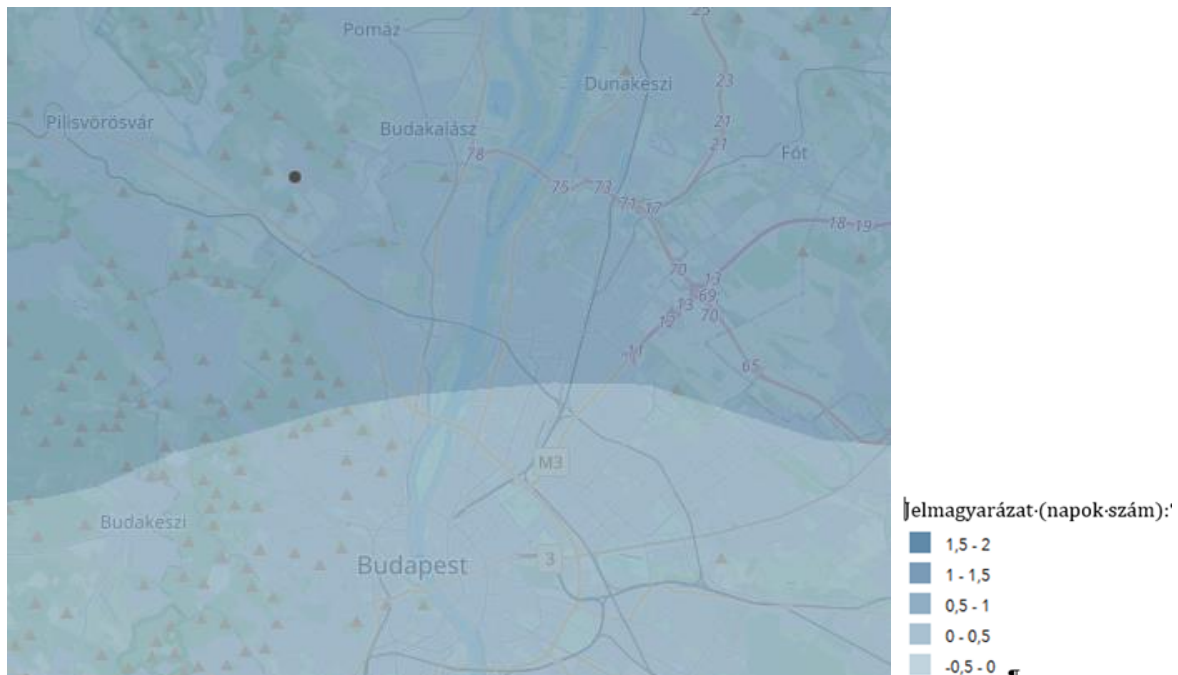 25
Pomáz
Dunakeszi
23
Pilisvörösvár
Budakalász
21
21
78
Fót
75
73
71
17
18
19
70
13
69
13
12
70
11
65
M3
Budakeszi
Budapest
3
Jelmagyarázat·(napok·szám):
1,5 - 2
1 - 1,5
0,5 - 1
0 - 0,5
-0,5 - 0 ¶